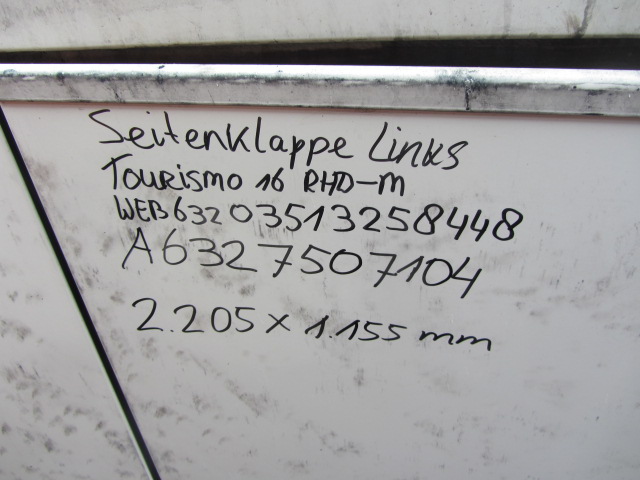 Seitenklappe Links
Tourismo 16 RHD-M
WEB63203513258448
A6327507104
2.205 x 1.155 mm